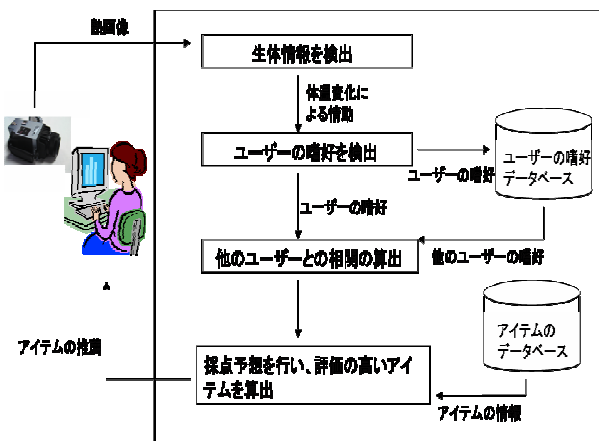 熱画像
生体情報を検出
体温変化に
よる情動
ユーザーの嗜好を検出
ユーザーの嗜好
ユーザーの嗜好
データベース
ユーザーの嗜好
他のユーザーとの相関の算出
他のユーザーの嗜好
アイテムの
データベース
アイテムの推薦
採点予想を行い、評価の高いアイ
テムを算出
アイテムの情報